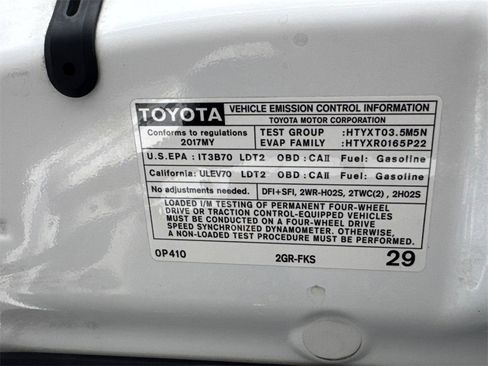 TOYOTA VEHICLE EMISSION CONTROL INFORMATION
TOYOTA MOTOR CORPORATION
Conforms to regulations
2017MY
TEST GROUP :HTYXT03.5M5N
EVAP FAMILY :HTYXR0165P22
U.S.EPA : IT3B70 LDT2 OBD : CAII Fuel: Gasoline
California: ULEV70 LDT2 OBD : CAII Fuel: Gasoline
No adjustments needed. DFI+SFI, 2WR-HO2S, 2TWC(2), 2HO2S
LOADED I/M TESTING OF PERMANENT FOUR-WHEEL
DRIVE OR TRACTION CONTROL-EQUIPPED VEHICLES
MUST BE CONDUCTED ON A FOUR-WHEEL DRIVE
SPEED SYNCHRONIZED DYNAMOMETER. OTHERWISE,
A NON-LOADED TEST PROCEDURE MUST BE PERFORMED.
0P410 2GR-FKS 29